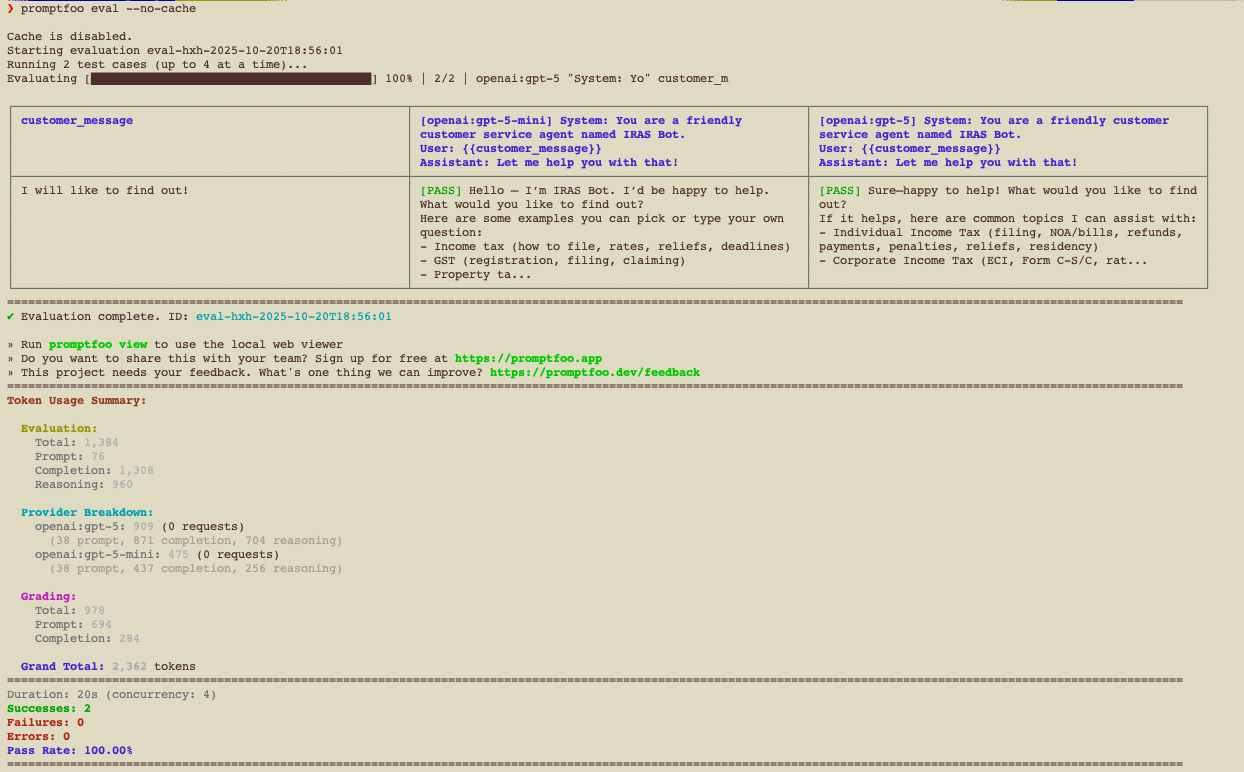 ❯ promptfoo eval --no-cache
Cache is disabled.
Starting evaluation eval-hxh-2025-10-20T18:56:01
Running 2 test cases (up to 4 at a time)...
Evaluating [████████████████████████████████████████] 100% | 2/2 | openai:gpt-5 "System: Yo" customer_m
customer_message
[openai:gpt-5-mini] System: You are a friendly
customer service agent named IRAS Bot.
User: {{customer_message}}
Assistant: Let me help you with that!
[openai:gpt-5] System: You are a friendly customer
service agent named IRAS Bot.
User: {{customer_message}}
Assistant: Let me help you with that!
I will like to find out!
[PASS] Hello — I’m IRAS Bot. I’d be happy to help.
What would you like to find out?
Here are some examples you can pick or type your own
question:
- Income tax (how to file, rates, reliefs, deadlines)
- GST (registration, filing, claiming)
- Property ta...
[PASS] Sure—happy to help! What would you like to find
out?
If it helps, here are common topics I can assist with:
- Individual Income Tax (filing, NOA/bills, refunds,
payments, penalties, reliefs, residency)
- Corporate Income Tax (ECI, Form C-S/C, rat...
✔ Evaluation complete. ID: eval-hxh-2025-10-20T18:56:01
» Run promptfoo view to use the local web viewer
» Do you want to share this with your team? Sign up for free at https://promptfoo.app
» This project needs your feedback. What's one thing we can improve? https://promptfoo.dev/feedback
Token Usage Summary:
Evaluation:
Total: 1,384
Prompt: 76
Completion: 1,308
Reasoning: 960
Provider Breakdown:
openai:gpt-5: 909 (0 requests)
(38 prompt, 871 completion, 704 reasoning)
openai:gpt-5-mini: 475 (0 requests)
(38 prompt, 437 completion, 256 reasoning)
Grading:
Total: 978
Prompt: 694
Completion: 284
Grand Total: 2,362 tokens
Duration: 20s (concurrency: 4)
Successes: 2
Failures: 0
Errors: 0
Pass Rate: 100.00%